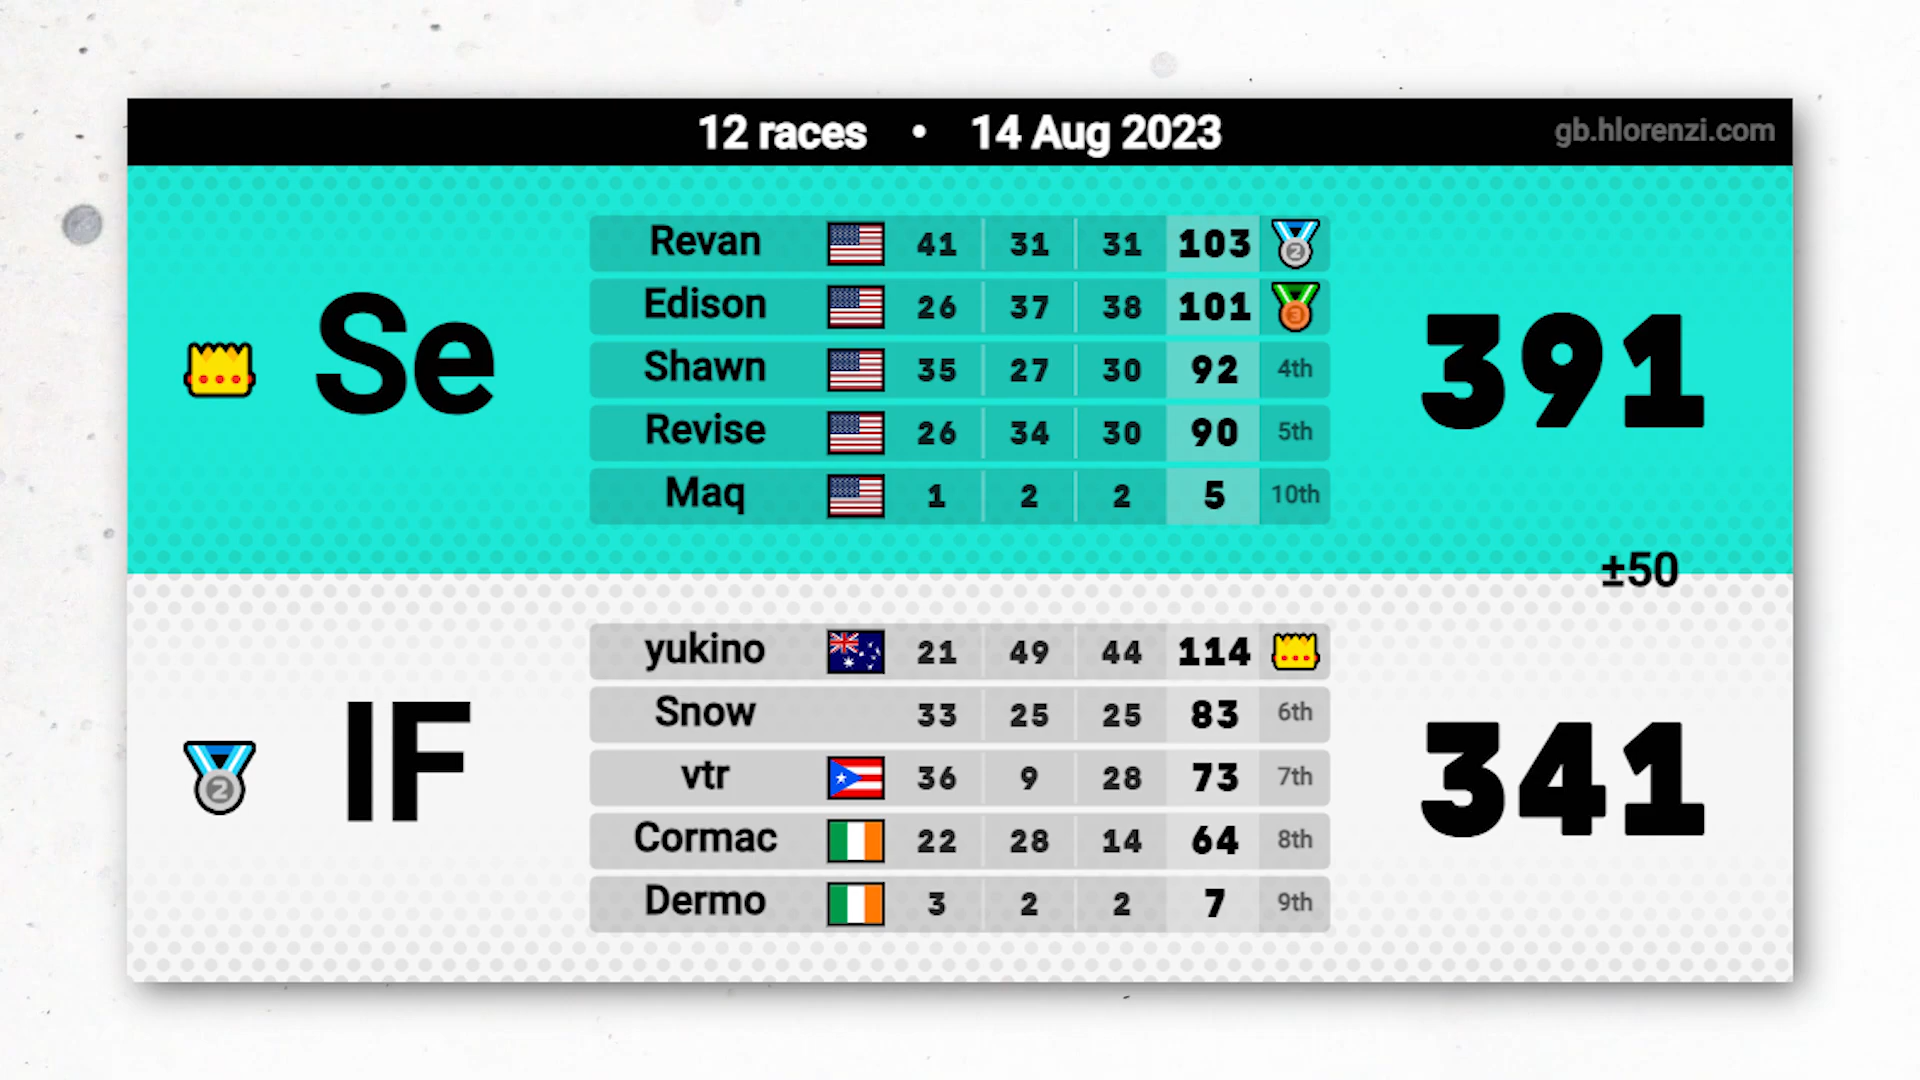 12 races • 14 Aug 2023 gb.hlorenzi.com
Se
Revan 41 31 31 103 2
Edison 26 37 38 101 3
Shawn 35 27 30 92 4th
Revise 26 34 30 90 5th
Maq 1 2 2 5 10th
391
±50
IF
2
yukino 21 49 44 114
Snow 33 25 25 83 6th
vtr 36 9 28 73 7th
Cormac 22 28 14 64 8th
Dermo 3 2 2 7 9th
341